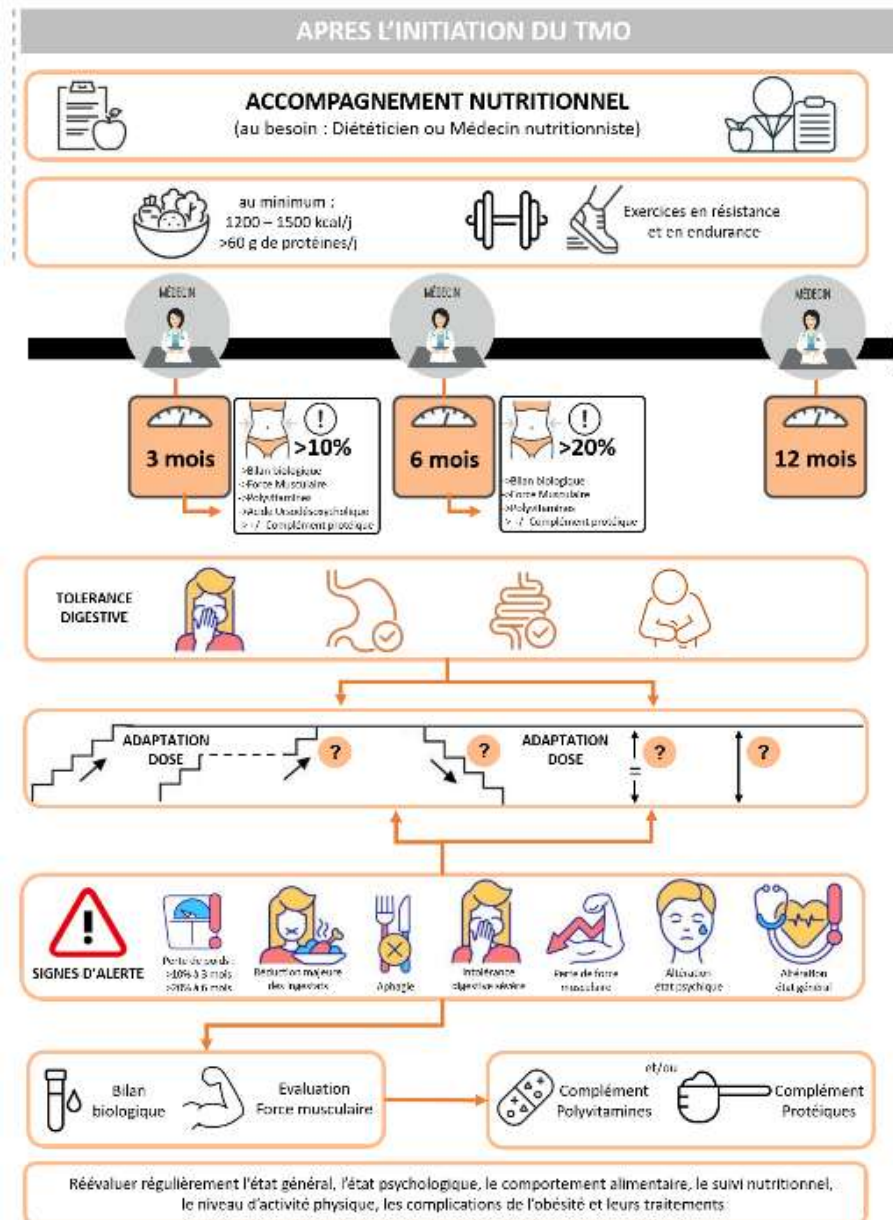 APRES L'INITIATION DU TMO
ACCOMPAGNEMENT NUTRITIONNEL
(au besoin : Diététicien ou Médecin nutritionniste)
au minimum :
1200 – 1500 kcal/j
>60 g de protéines/j
Exercices en résistance
et en endurance
MÉDECIN
MÉDECIN
MÉDECIN
3 mois
!
>10%
>Bilan biologique
>Force Musculaire
>Polyvitamines
>Acide Ursodésoxycholique
> +/- Complément protéique
6 mois
!
>20%
>Bilan biologique
>Force Musculaire
>Polyvitamines
> +/- Complément protéique
12 mois
TOLERANCE
DIGESTIVE
ADAPTATION
DOSE
?
?
ADAPTATION
DOSE
=
?
?
!
SIGNES D'ALERTE
Perte de poids :
>10% à 3 mois
>20% à 6 mois
Réduction majeure
des ingestats
Aphagie
Intolérance
digestive sévère
Perte de force
musculaire
Altération
état psychique
Altération
état général
Bilan
biologique
Evaluation
Force musculaire
Complément
Polyvitamines
et/ou
Complément
Protéiques
Réévaluer régulièrement l'état général, l'état psychologique, le comportement alimentaire, le suivi nutritionnel,
le niveau d'activité physique, les complications de l'obésité et leurs traitements